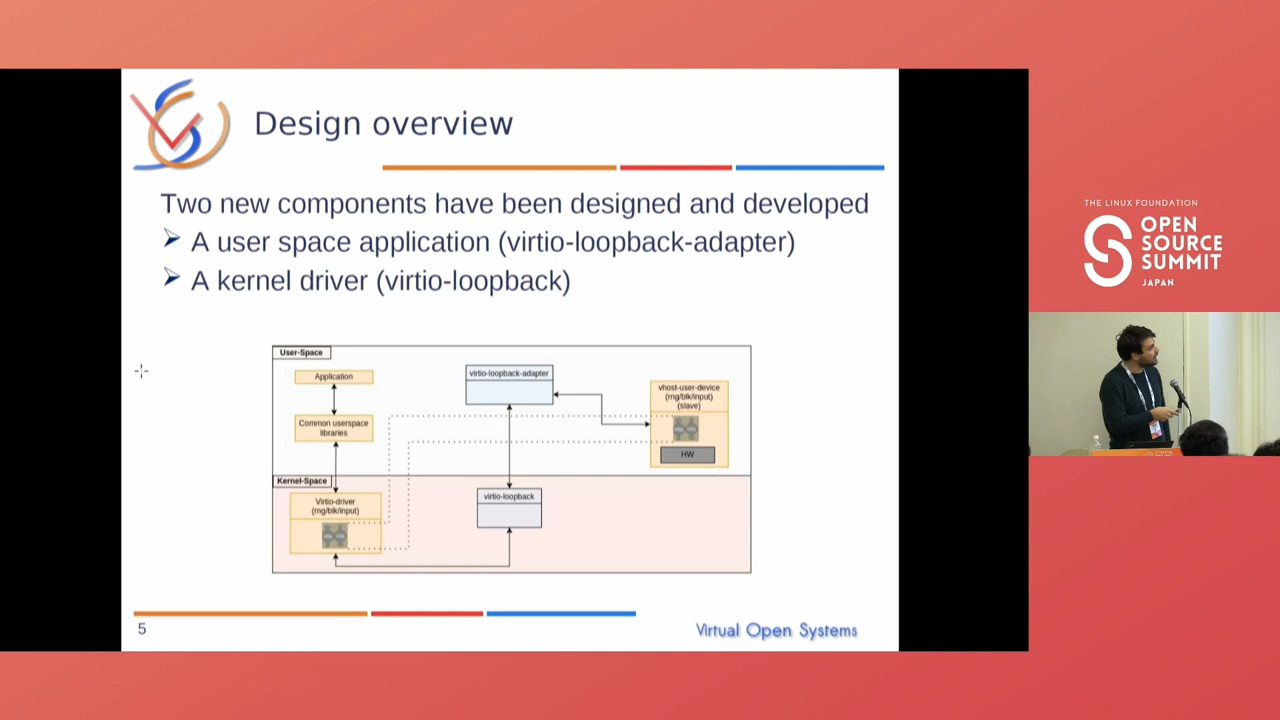 Design overview
Two new components have been designed and developed
A user space application (virtio-loopback-adapter)
A kernel driver (virtio-loopback)
User-Space
Application
Common userspace
libraries
virtio-loopback-adapter
vhost-user-device
(rng/blk/input)
(slave)
HW
Kernel-Space
Virtio-driver
(rng/blk/input)
virtio-loopback
5
Virtual Open Systems
THE LINUX FOUNDATION
OPEN
SOURCE
SUMMIT
JAPAN